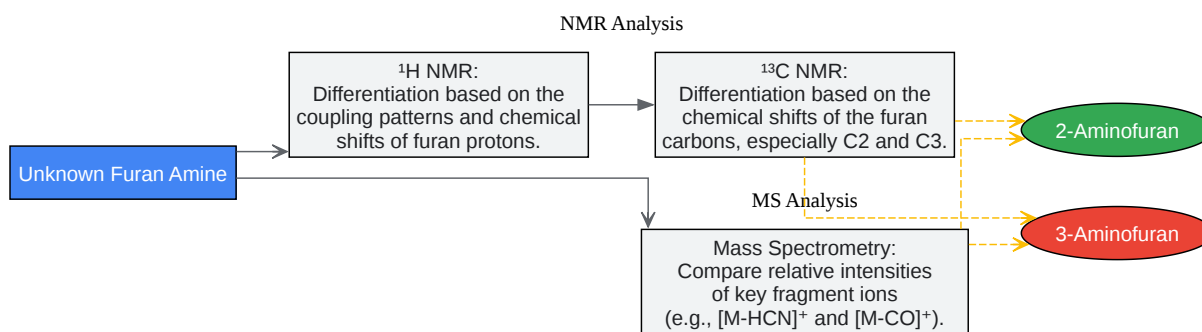 NMR Analysis
¹H NMR:
Differentiation based on the
coupling patterns and chemical
shifts of furan protons.
¹³C NMR:
Differentiation based on the
chemical shifts of the furan
carbons, especially C2 and C3.
2-Aminofuran
Unknown Furan Amine
MS Analysis
3-Aminofuran
Mass Spectrometry:
Compare relative intensities
of key fragment ions
(e.g., [M-HCN]⁺ and [M-CO]⁺).